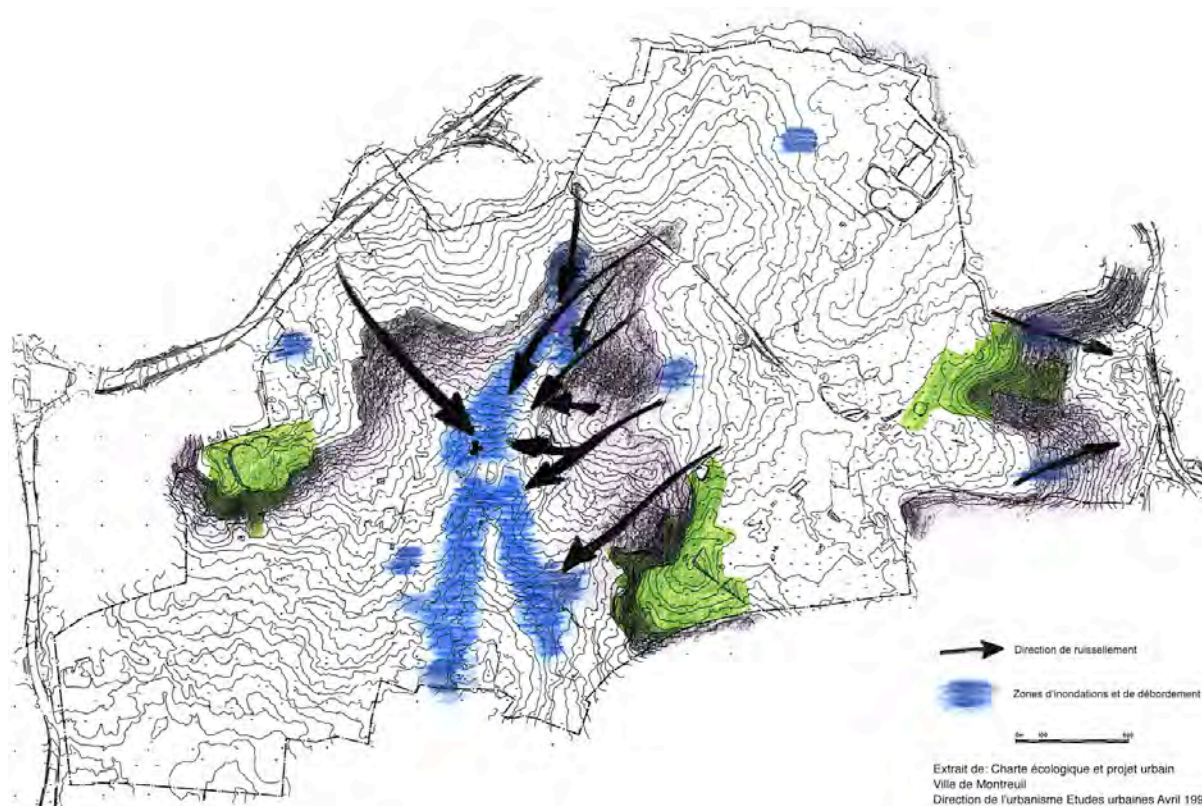 Direction de ruissellement
Zones d'inondations et de débordement
Extrait de: Charte écologique et projet urbain
Ville de Montreuil
Direction de l'urbanisme Etudes urbaines Avril 199